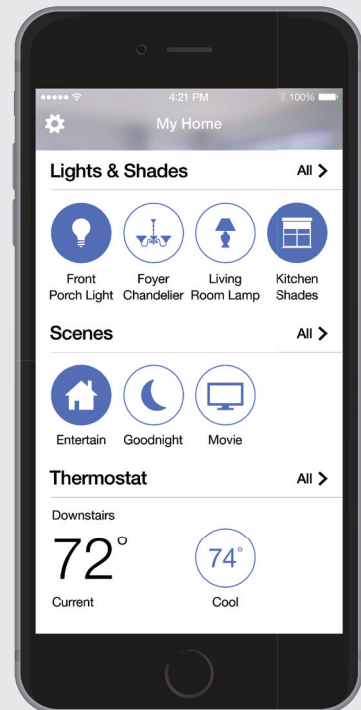 4:21 PM
100%
My Home
Lights & Shades
All >
Front
Porch Light
Foyer
Chandelier
Living
Room Lamp
Kitchen
Shades
Scenes
All >
Entertain
Goodnight
Movie
Thermostat
All >
Downstairs
72°
74°
Current
Cool